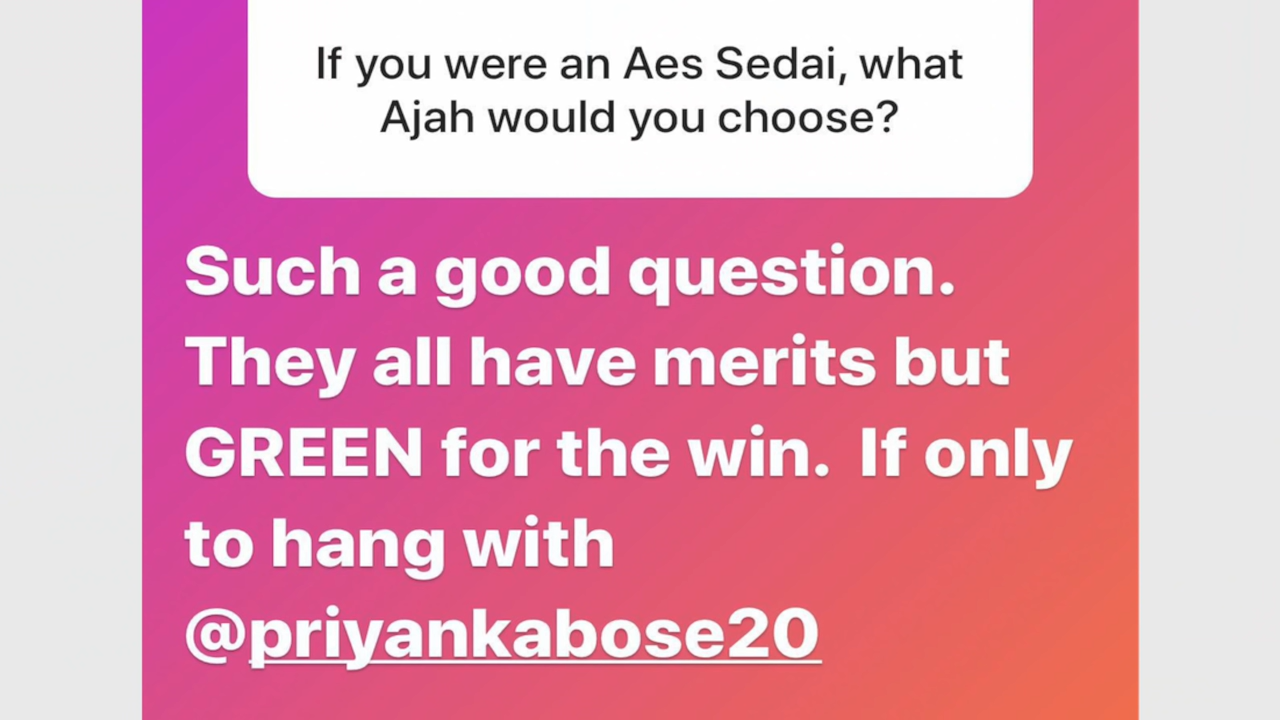 If you were an Aes Sedai, what
Ajah would you choose?
Such a good question.
They all have merits but
GREEN for the win.  If only
to hang with
@priyankabose20